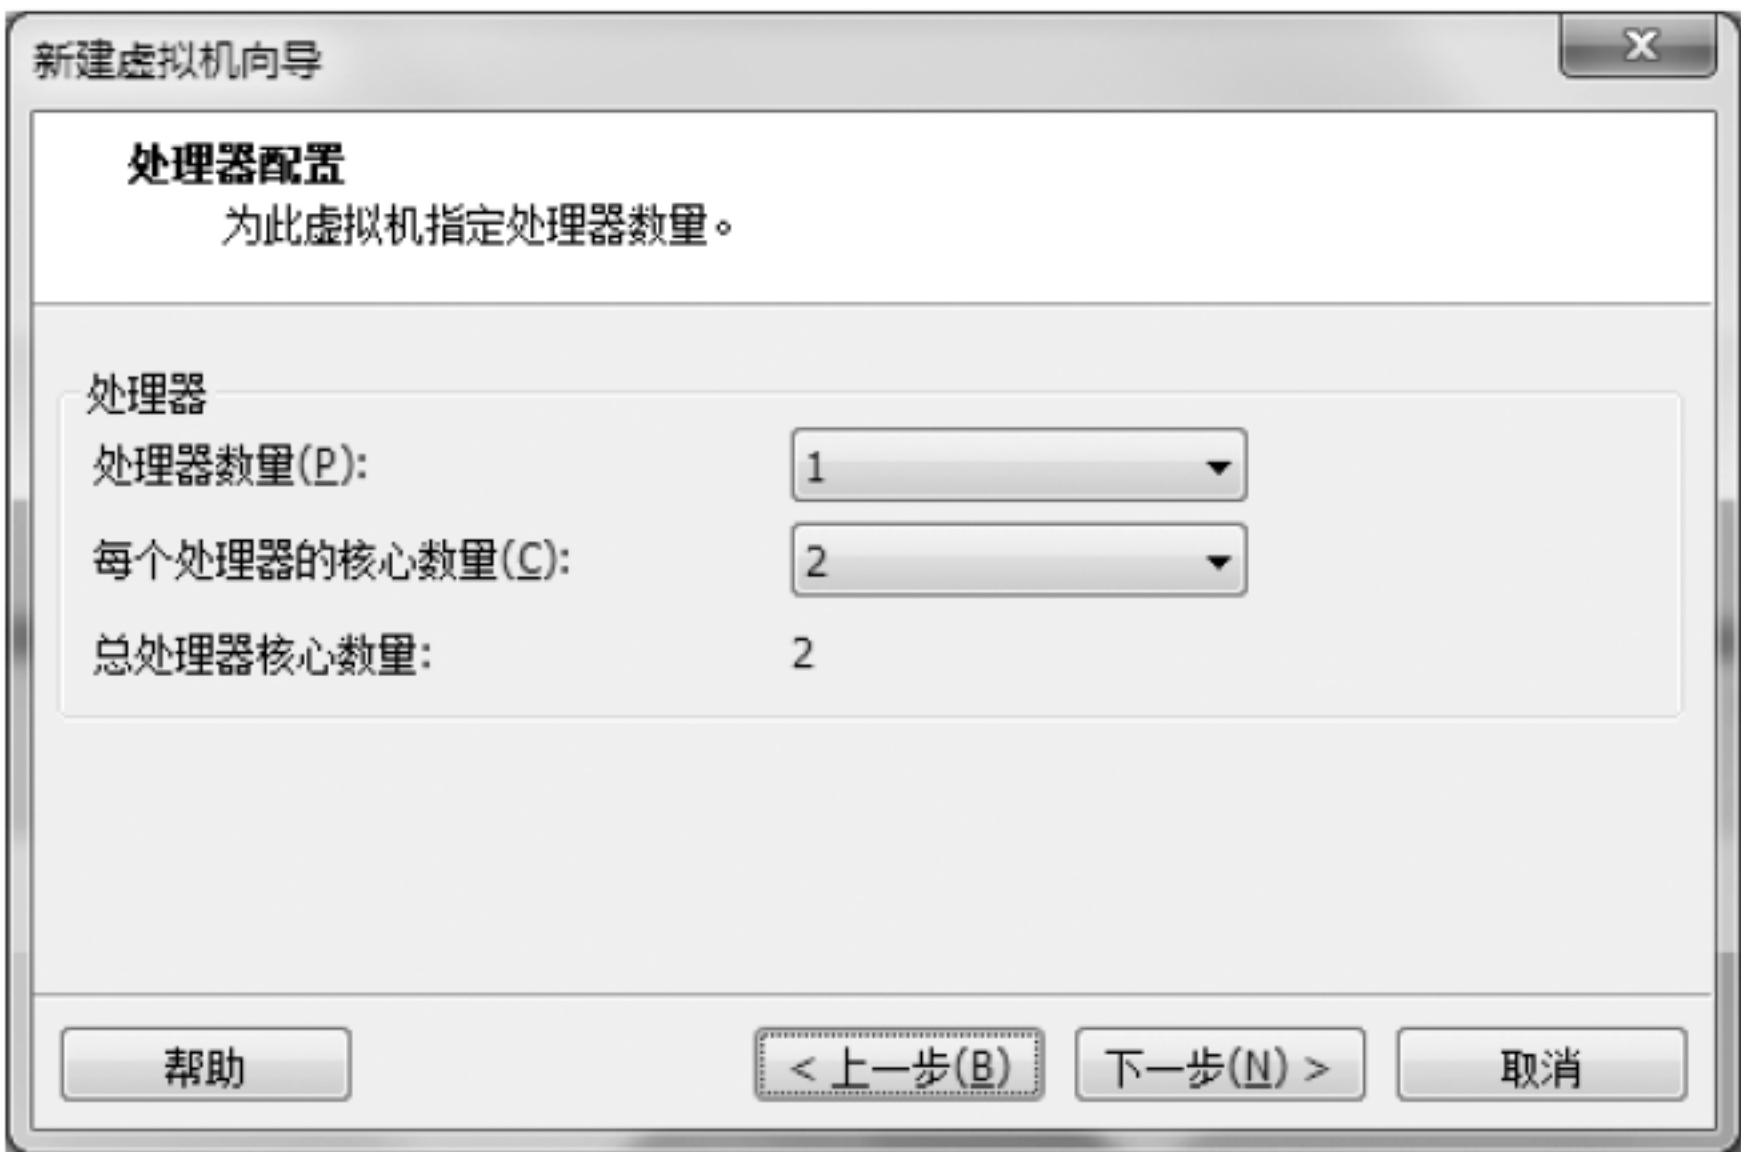 新建虚拟机向导
处理器配置
为此虚拟机指定处理器数量。
处理器
处理器数量(P): 1
每个处理器的核心数量(C): 2
总处理器核心数量: 2
帮助 < 上一步(B) 下一步(N) > 取消